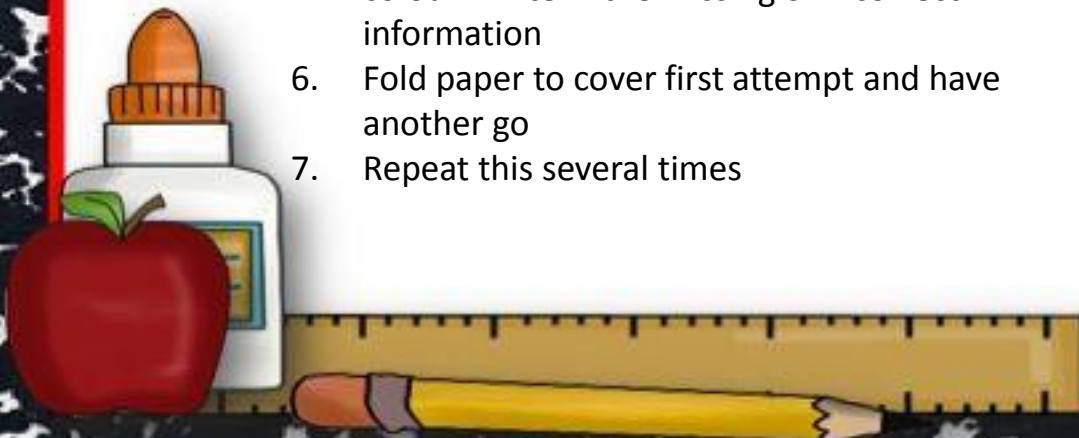 information
6. Fold paper to cover first attempt and have
another go
7. Repeat this several times